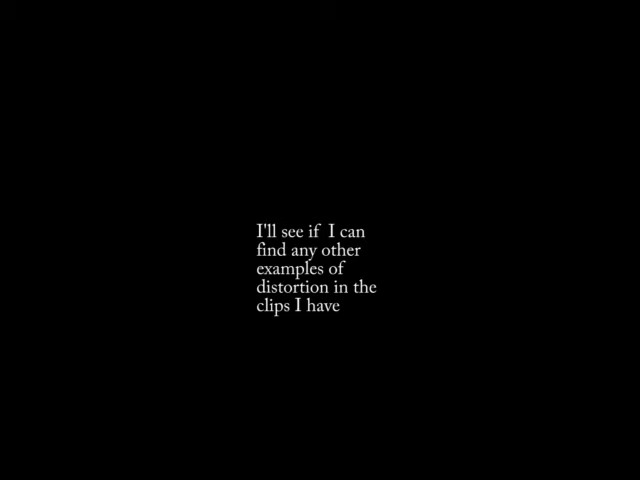 I'll see if  I can
find any other
examples of
distortion in the
clips I have